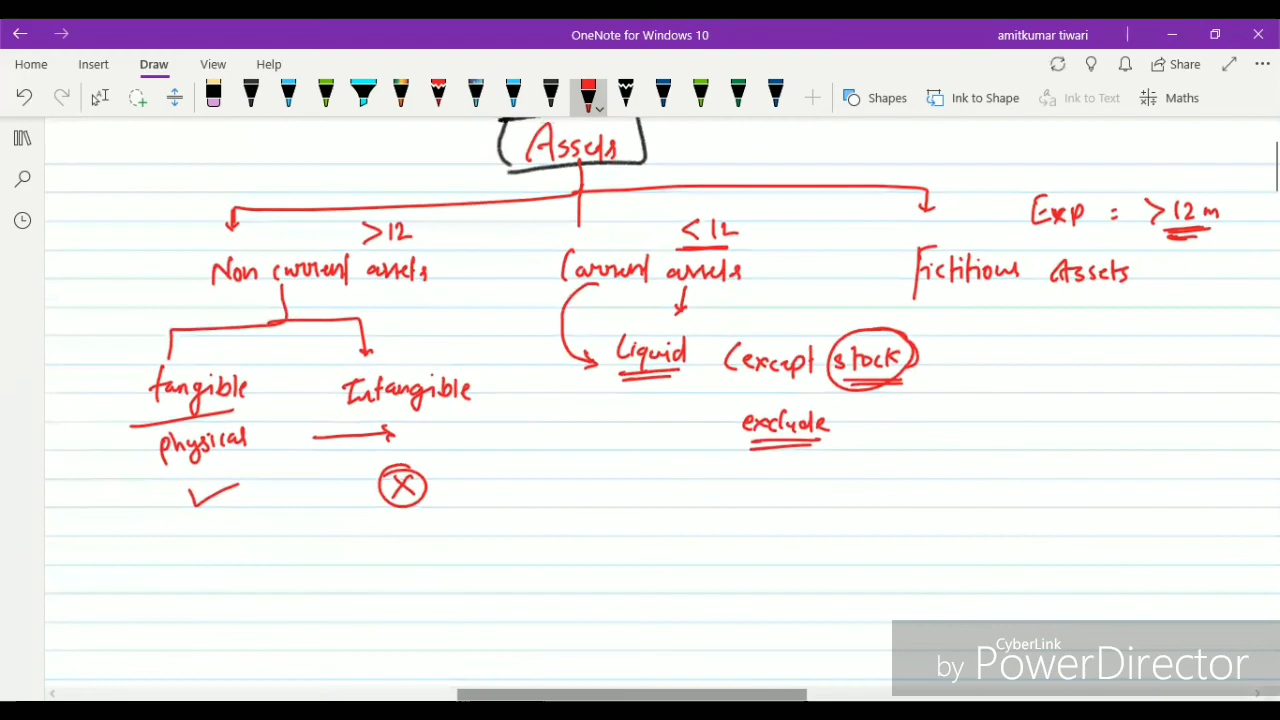 OneNote for Windows 10
amitkumar tiwari
Home
Insert
Draw
View
Help
Share
Shapes
Ink to Shape
Ink to Text
Maths
Assets
Exp : >12 m
>12
<12
Non current assets
Current assets
Fictitious Assets
Liquid (except stock)
tangible
Intangible
exclude
physical
CyberLink
by PowerDirector